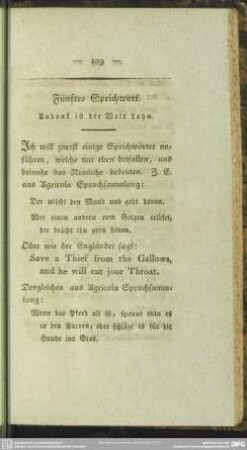 — 109 —
Fünftes Sprichwort.
Undank ist der Welt Lohn.
Ich will zuerst einige Sprichwörter an-
führen, welche mir eben beifallen, und
beinahe das Nemliche bedeuten. Z. E.
aus Agricola Spruchsammlung:
Der wischt den Mund und geht davon.
Wer einen andern vom Galgen erlöset,
der brächt ihn gern hinan.
Oder wie der Engländer sagt:
Save a Thief from the Gallows,
and he will cut your Throat.
Desgleichen aus Agricola Spruchsamm-
lung:
Wenn das Pferd alt ist, spannt man es
in den Karren, oder schlägt es für die
Hunde ins Gras.